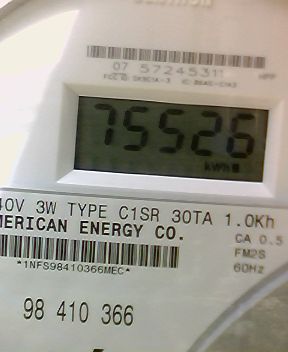 07 57245311
HPP
75526
kWh
40V 3W TYPE C1SR 30TA 1.0Kh
MERICAN ENERGY CO.
CA 0.5
FM2S
60Hz
*1NFS98410366MEC*
98 410 366